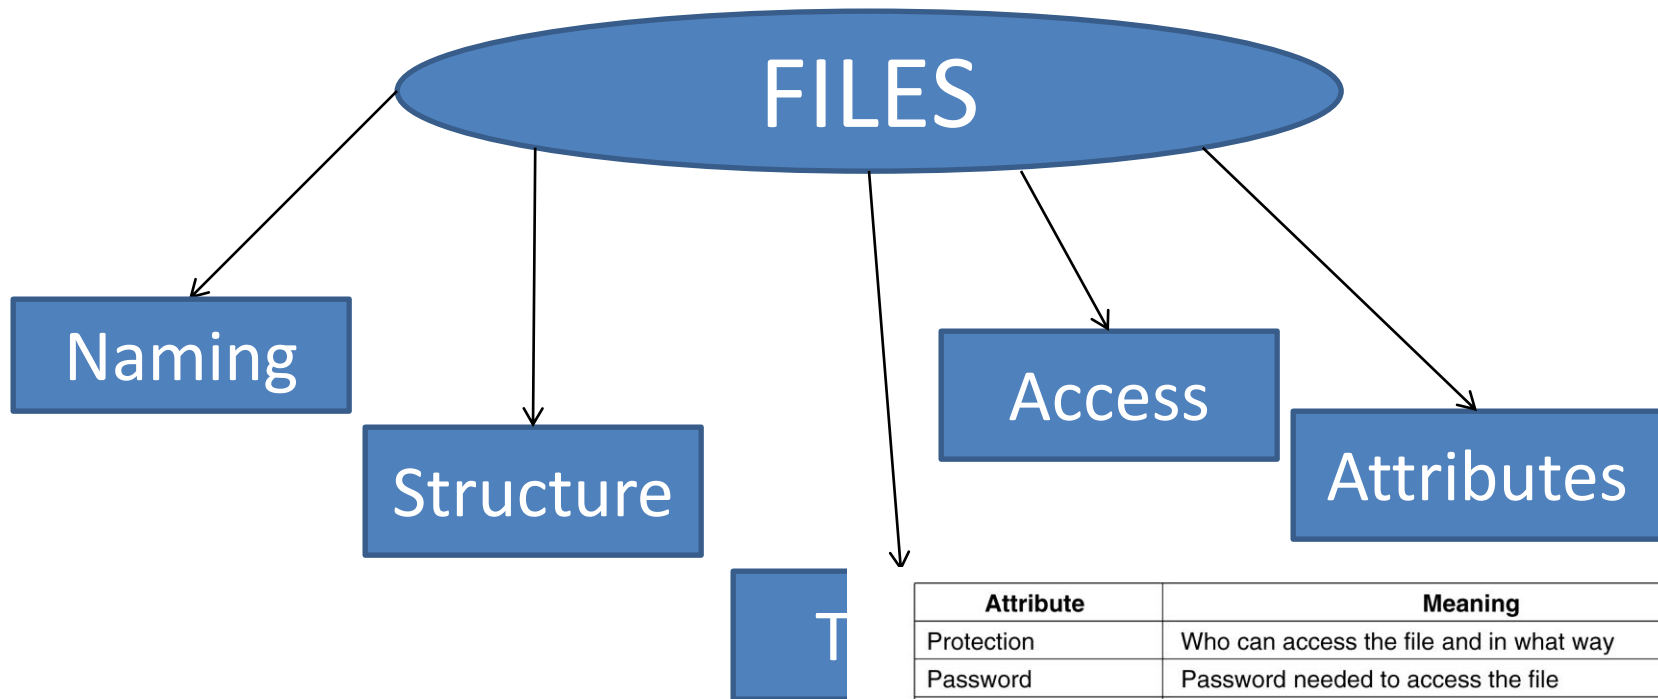 FILES
Naming
Structure
Access
Attributes
T
Attribute Meaning
Protection Who can access the file and in what way
Password Password needed to access the file